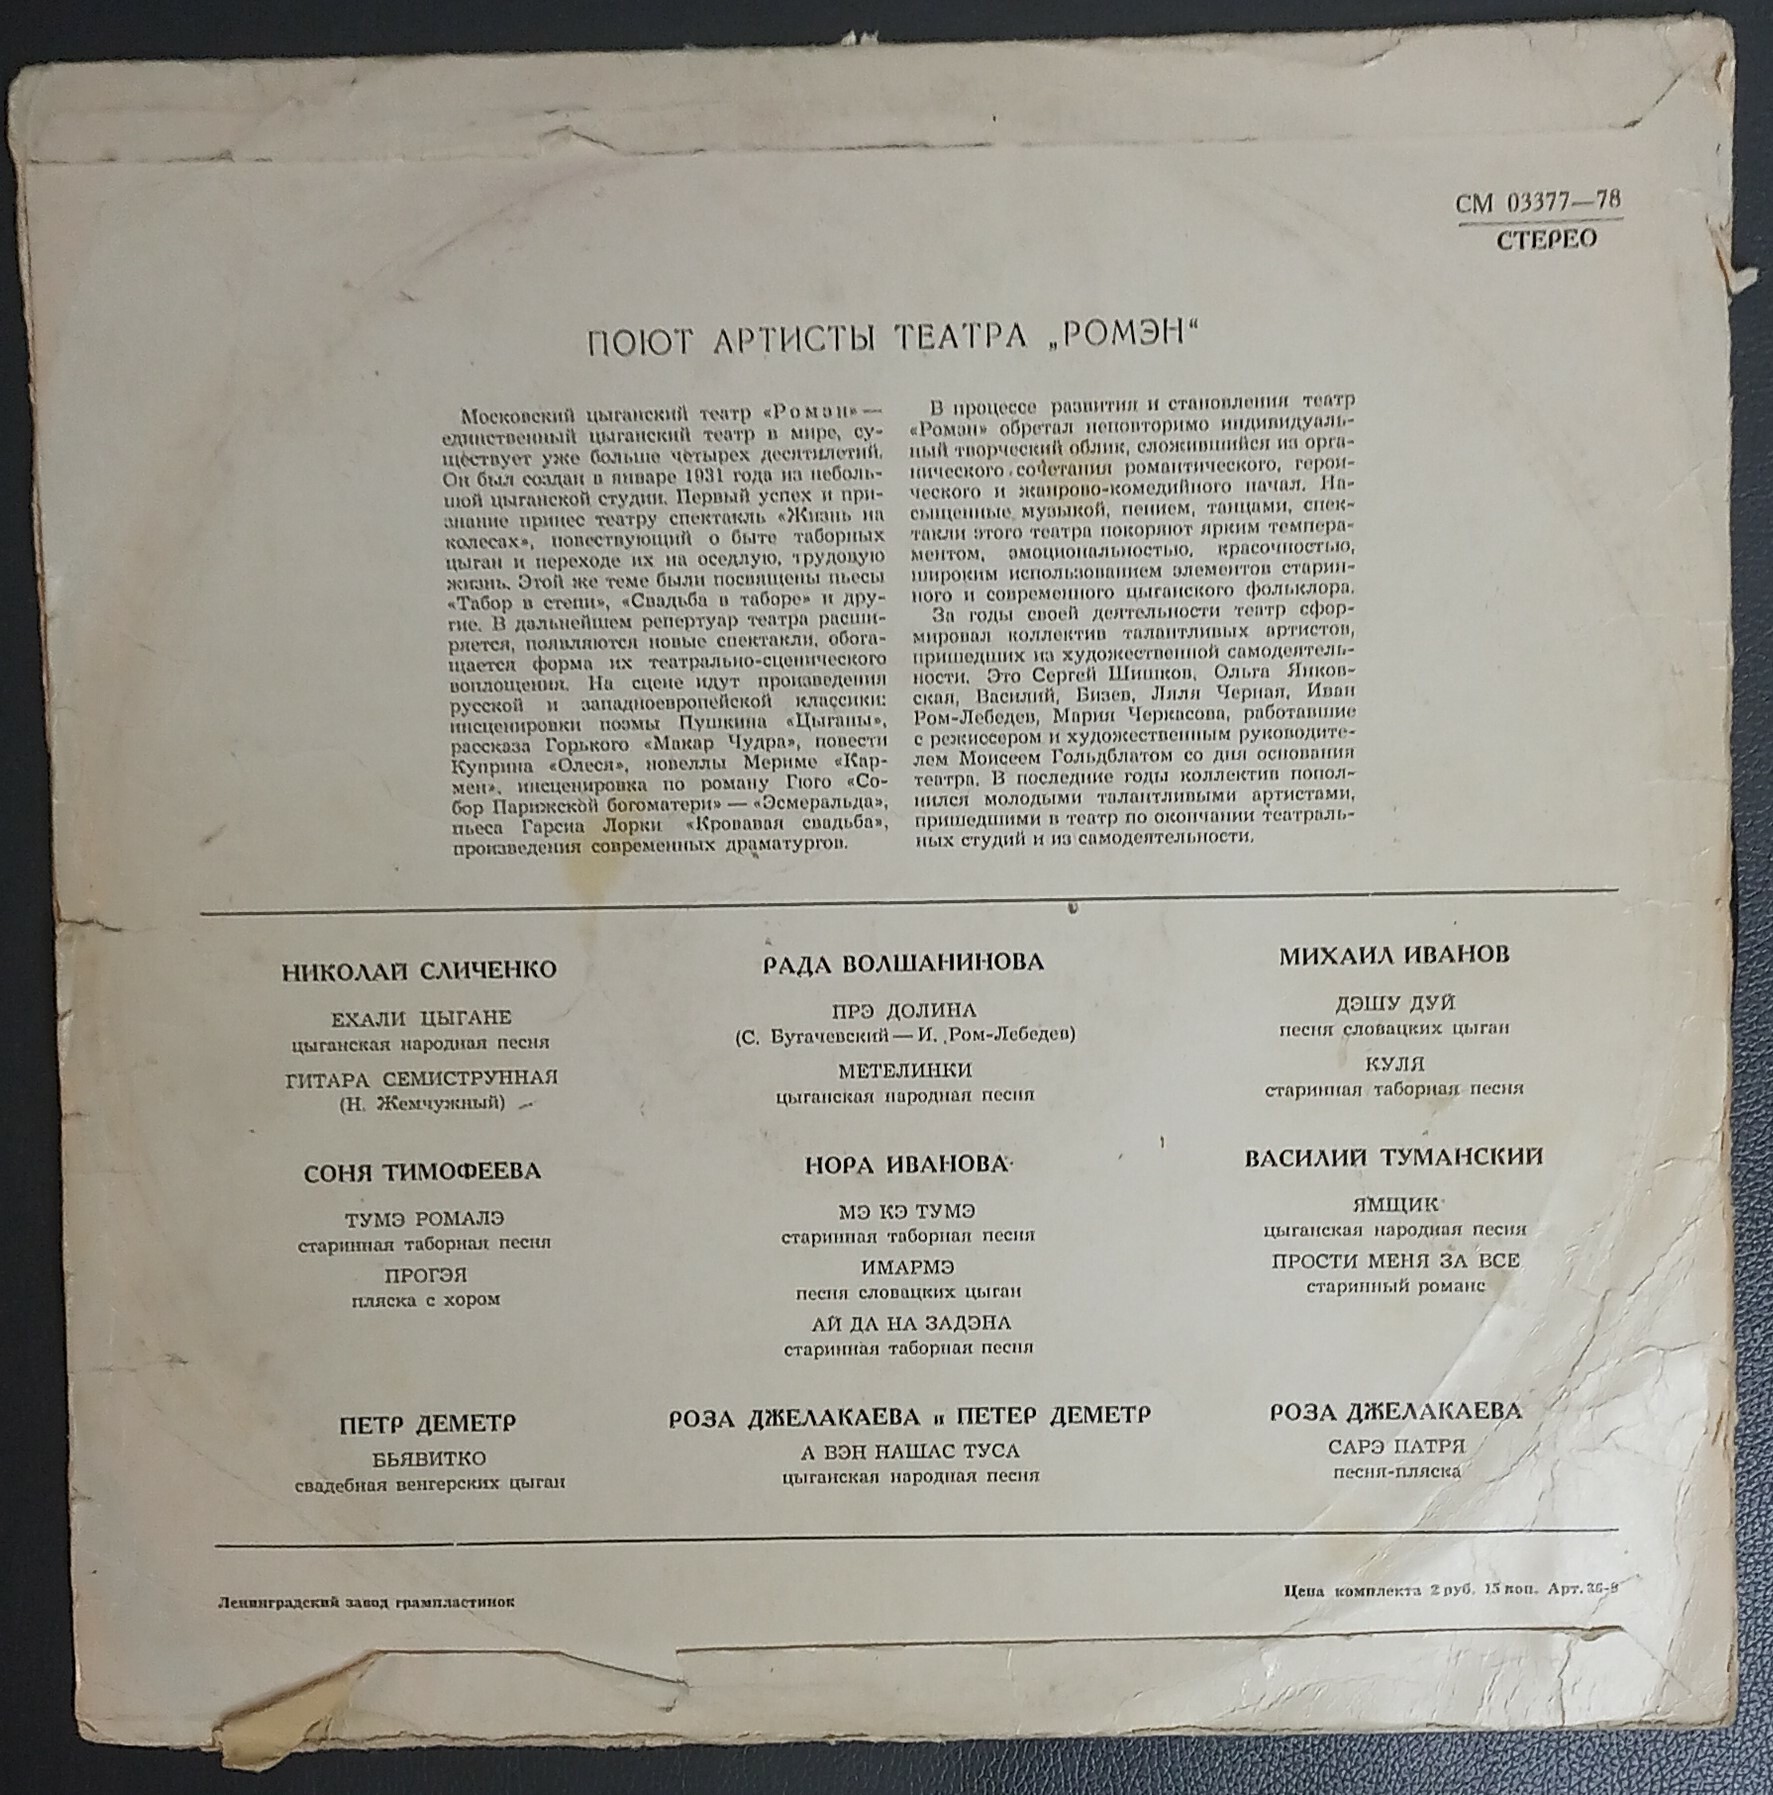 СМ 03377—78
СТЕРЕО
ПОЮТ АРТИСТЫ ТЕАТРА „РОМЭН“
Московский цыганский театр «Ромэн» —
единственный цыганский театр в мире, су-
ществует уже больше четырех десятилетий.
Он был создан в январе 1931 года из неболь-
шой цыганской студии. Первый успех и при-
знание принес театру спектакль «Жизнь на
колесах», повествующий о быте таборных
цыган и переходе их на оседлую, трудовую
жизнь. Этой же теме были посвящены пьесы
«Табор в степи», «Свадьба в таборе» и дру-
гие. В дальнейшем репертуар театра расши-
ряется, появляются новые спектакли, обога-
щается форма их театрально-сценического
воплощения. На сцене идут произведения
русской и западноевропейской классики:
инсценировки поэмы Пушкина «Цыганы»,
рассказа Горького «Макар Чудра», повести
Куприна «Олеся», новеллы Мериме «Кар-
мен», инсценировка по роману Гюго «Со-
бор Парижской богоматери» — «Эсмеральда»,
пьеса Гарсиа Лорки «Кровавая свадьба»,
произведения современных драматургов.
В процессе развития и становления театр
«Ромэн» обретал неповторимо индивидуаль-
ный творческий облик, сложившийся из орга-
нического сочетания романтического, герои-
ческого и жанрово-комедийного начал. На-
сыщенные музыкой, пением, танцами, спек-
такли этого театра покоряют ярким темпера-
ментом, эмоциональностью, красочностью,
широким использованием элементов старин-
ного и современного цыганского фольклора.
За годы своей деятельности театр сфор-
мировал коллектив талантливых артистов,
пришедших из художественной самодеятель-
ности. Это Сергей Шишков, Ольга Янков-
ская, Василий, Бизев, Ляля Черная, Иван
Ром-Лебедев, Мария Черкасова, работавшие
с режиссером и художественным руководите-
лем Моисеем Гольдблатом со дня основания
театра. В последние годы коллектив попол-
нился молодыми талантливыми артистами,
пришедшими в театр по окончании театраль-
ных студий и из самодеятельности.
НИКОЛАЙ СЛИЧЕНКО
ЕХАЛИ ЦЫГАНЕ
цыганская народная песня
ГИТАРА СЕМИСТРУННАЯ
(Н. Жемчужный)
РАДА ВОЛШАНИНОВА
ПРЭ ДОЛИНА
(С. Бугачевский — И. Ром-Лебедев)
МЕТЕЛИНКИ
цыганская народная песня
МИХАИЛ ИВАНОВ
ДЭШУ ДУЙ
песня словацких цыган
КУЛЯ
старинная таборная песня
СОНЯ ТИМОФЕЕВА
ТУМЭ РОМАЛЭ
старинная таборная песня
ПРОГЭЯ
пляска с хором
НОРА ИВАНОВА
МЭ КЭ ТУМЭ
старинная таборная песня
ИМАРМЭ
песня словацких цыган
АЙ ДА НА ЗАДЭНА
старинная таборная песня
ВАСИЛИЙ ТУМАНСКИЙ
ЯМЩИК
цыганская народная песня
ПРОСТИ МЕНЯ ЗА ВСЕ
старинный романс
ПЕТР ДЕМЕТР
БЬЯВИТКО
свадебная венгерских цыган
РОЗА ДЖЕЛАКАЕВА и ПЕТЕР ДЕМЕТР
А ВЭН НАШАС ТУСА
цыганская народная песня
РОЗА ДЖЕЛАКАЕВА
САРЭ ПАТРЯ
песня-пляска
Ленинградский завод грампластинок
Цена комплекта 2 руб. 15 коп. Арт.